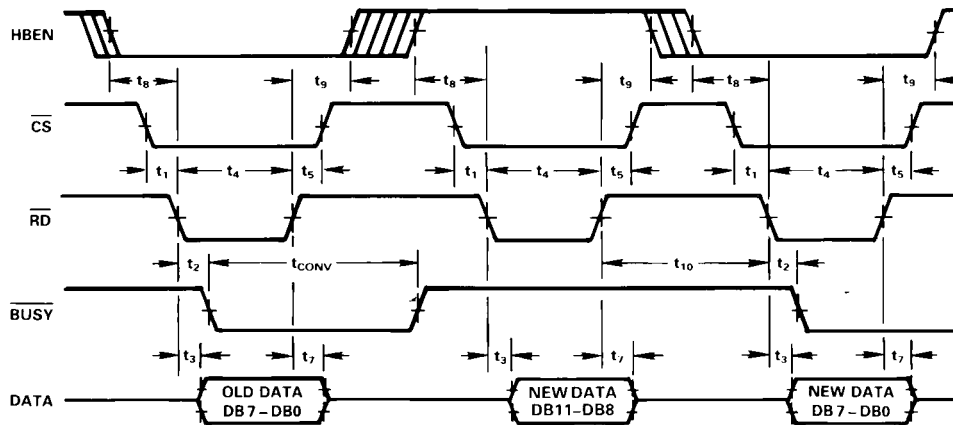 HBEN
t8 t9 t8 t9 t8 t9
CS
t1 t4 t5 t1 t4 t5 t1 t4 t5
RD
t2 tCONV t10 t2
BUSY
t3 t7 t3 t7 t3 t7
DATA
OLD DATA
DB7–DB0
NEW DATA
DB11–DB8
NEW DATA
DB7–DB0